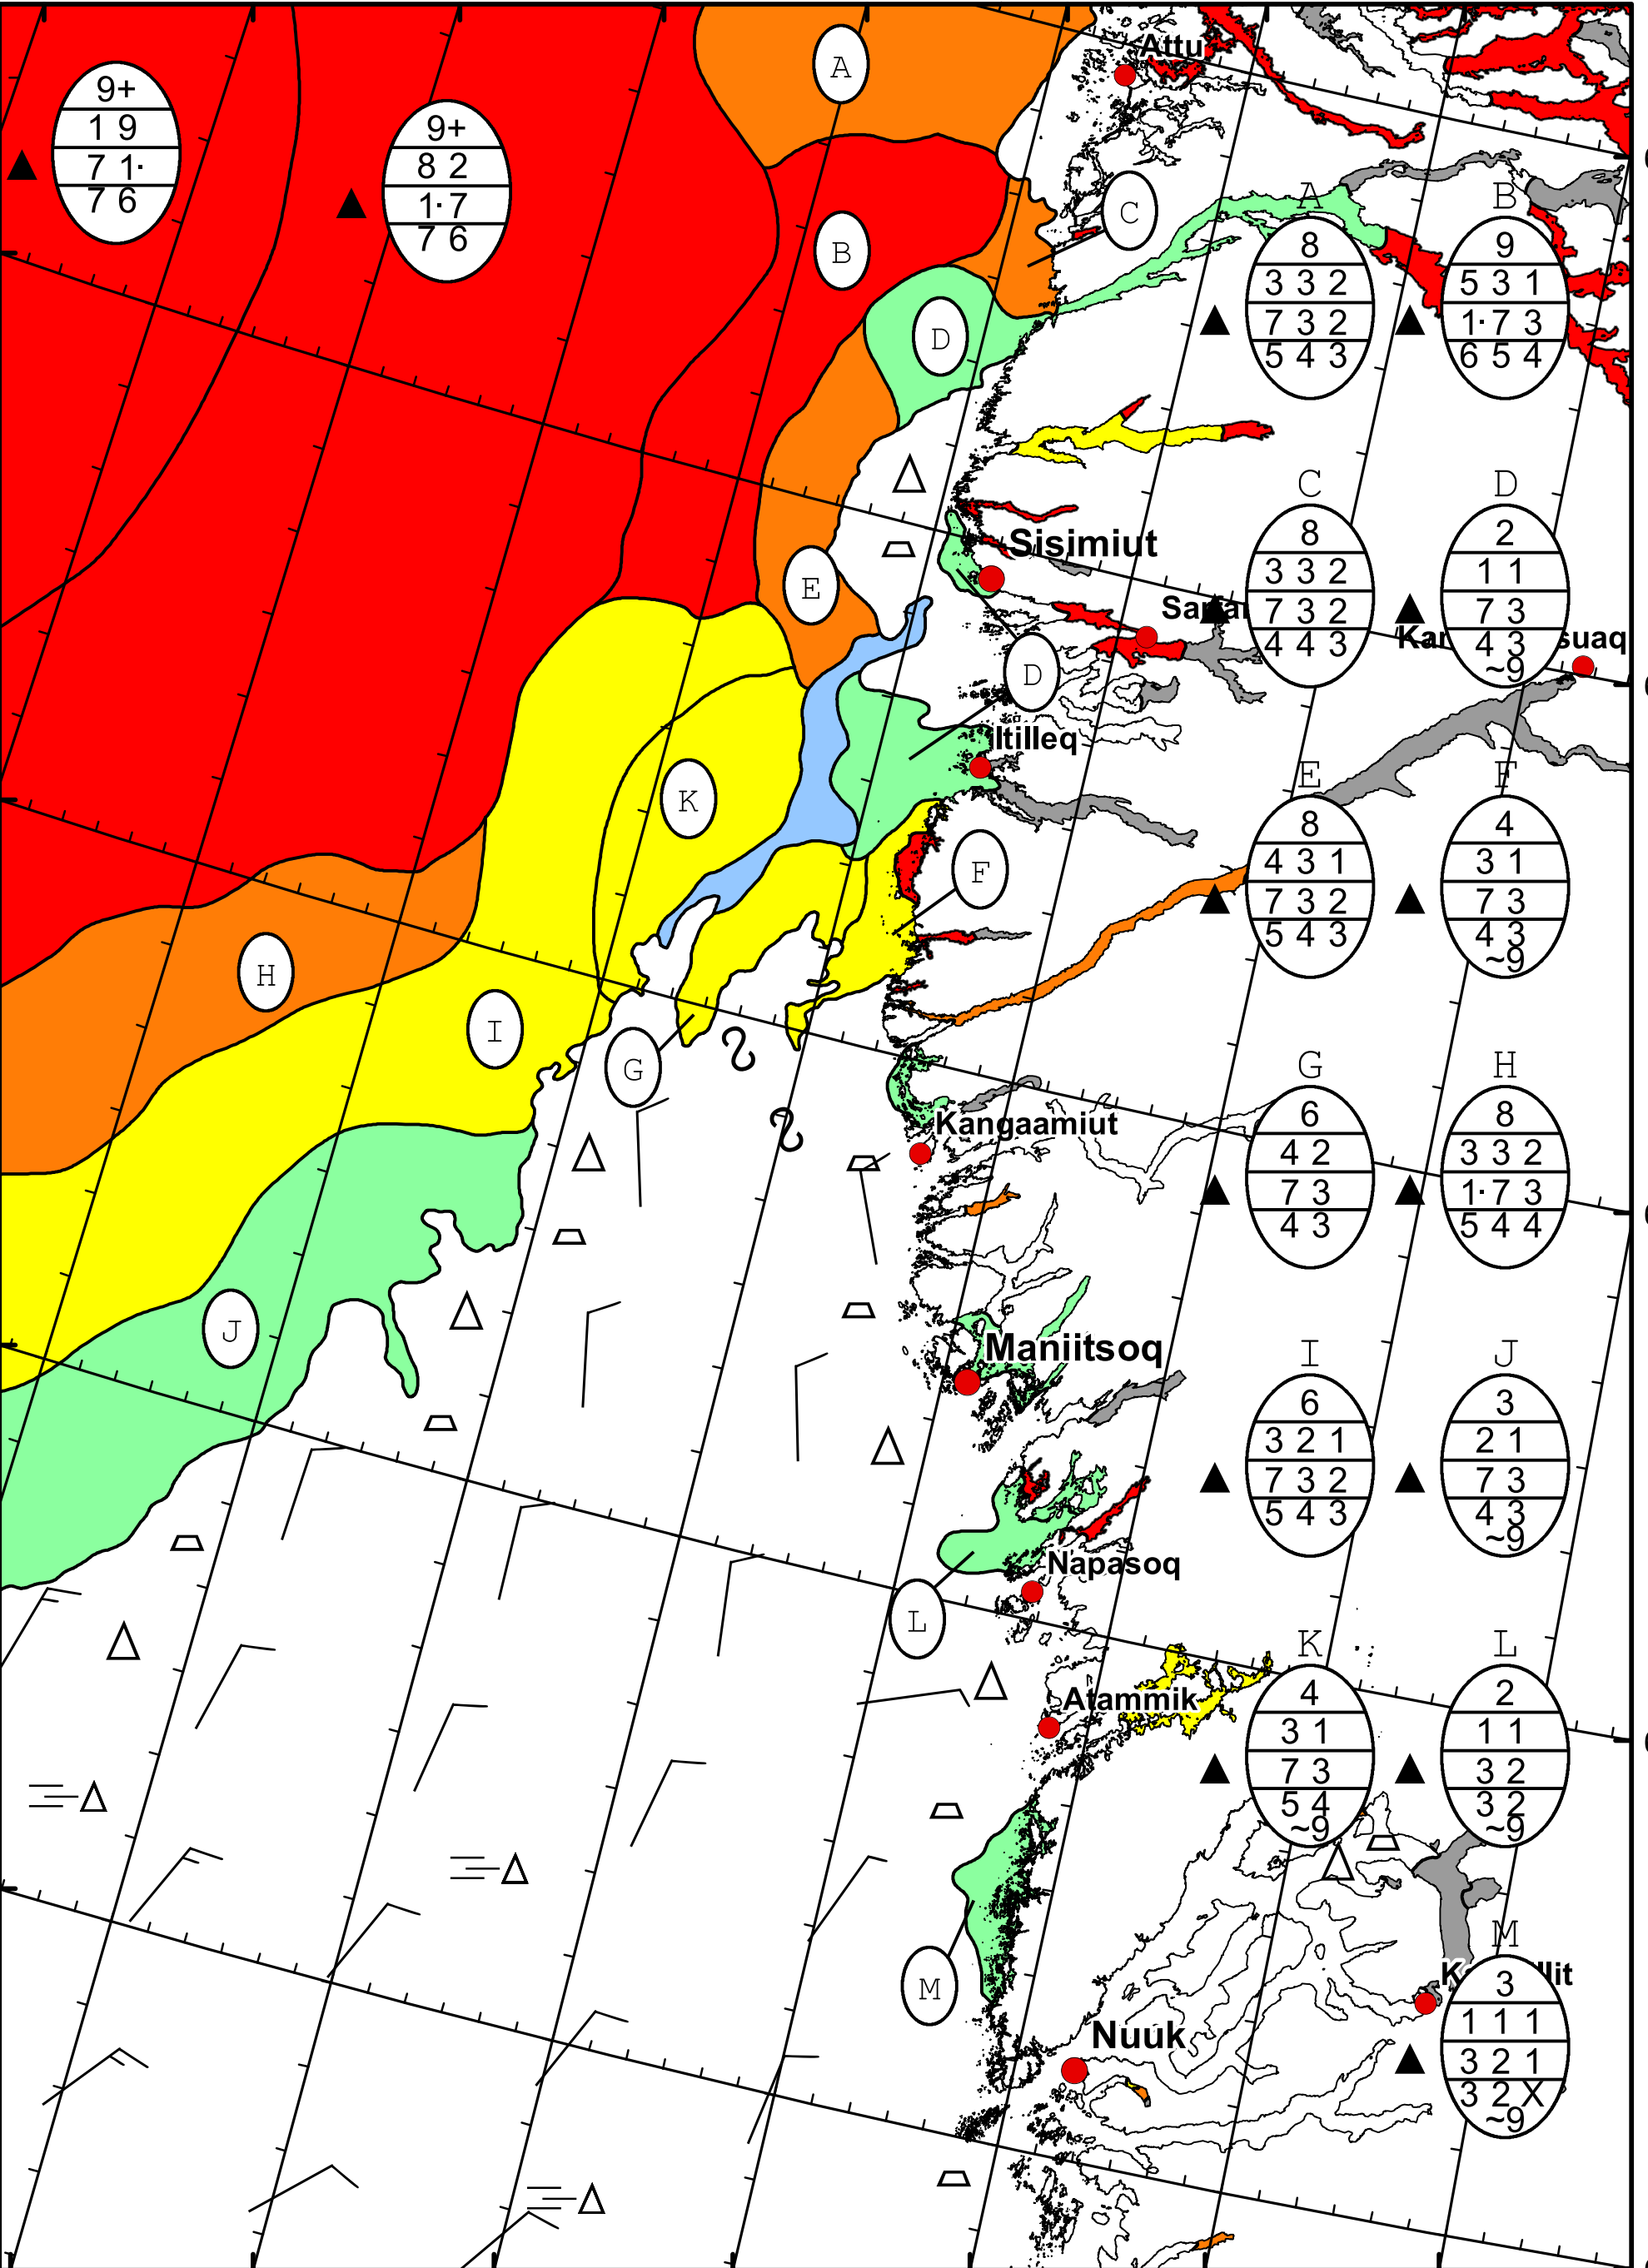 Attu
A
9+
1 9
7 1·
7 6
9+
8 2
1·7
7 6
C
B
D
A
8
3 3 2
7 3 2
5 4 3
B
9
5 3 1
1·7 3
6 5 4
Sisimiut
E
D
C
8
3 3 2
7 3 2
4 4 3
D
2
1 1
7 3
4 3
~9
Itilleq
K
F
E
8
4 3 1
7 3 2
5 4 3
F
4
3 1
7 3
4 3
~9
H
I
G
Kangaamiut
G
6
4 2
7 3
4 3
H
8
3 3 2
1·7 3
5 4 4
J
Maniitsoq
I
6
3 2 1
7 3 2
5 4 3
J
3
2 1
7 3
4 3
~9
Napasoq
L
Atammik
K
4
3 1
7 3
5 4
~9
L
2
1 1
3 2
3 2
~9
M
Nuuk
M
3
1 1 1
3 2 1
3 2 X
~9